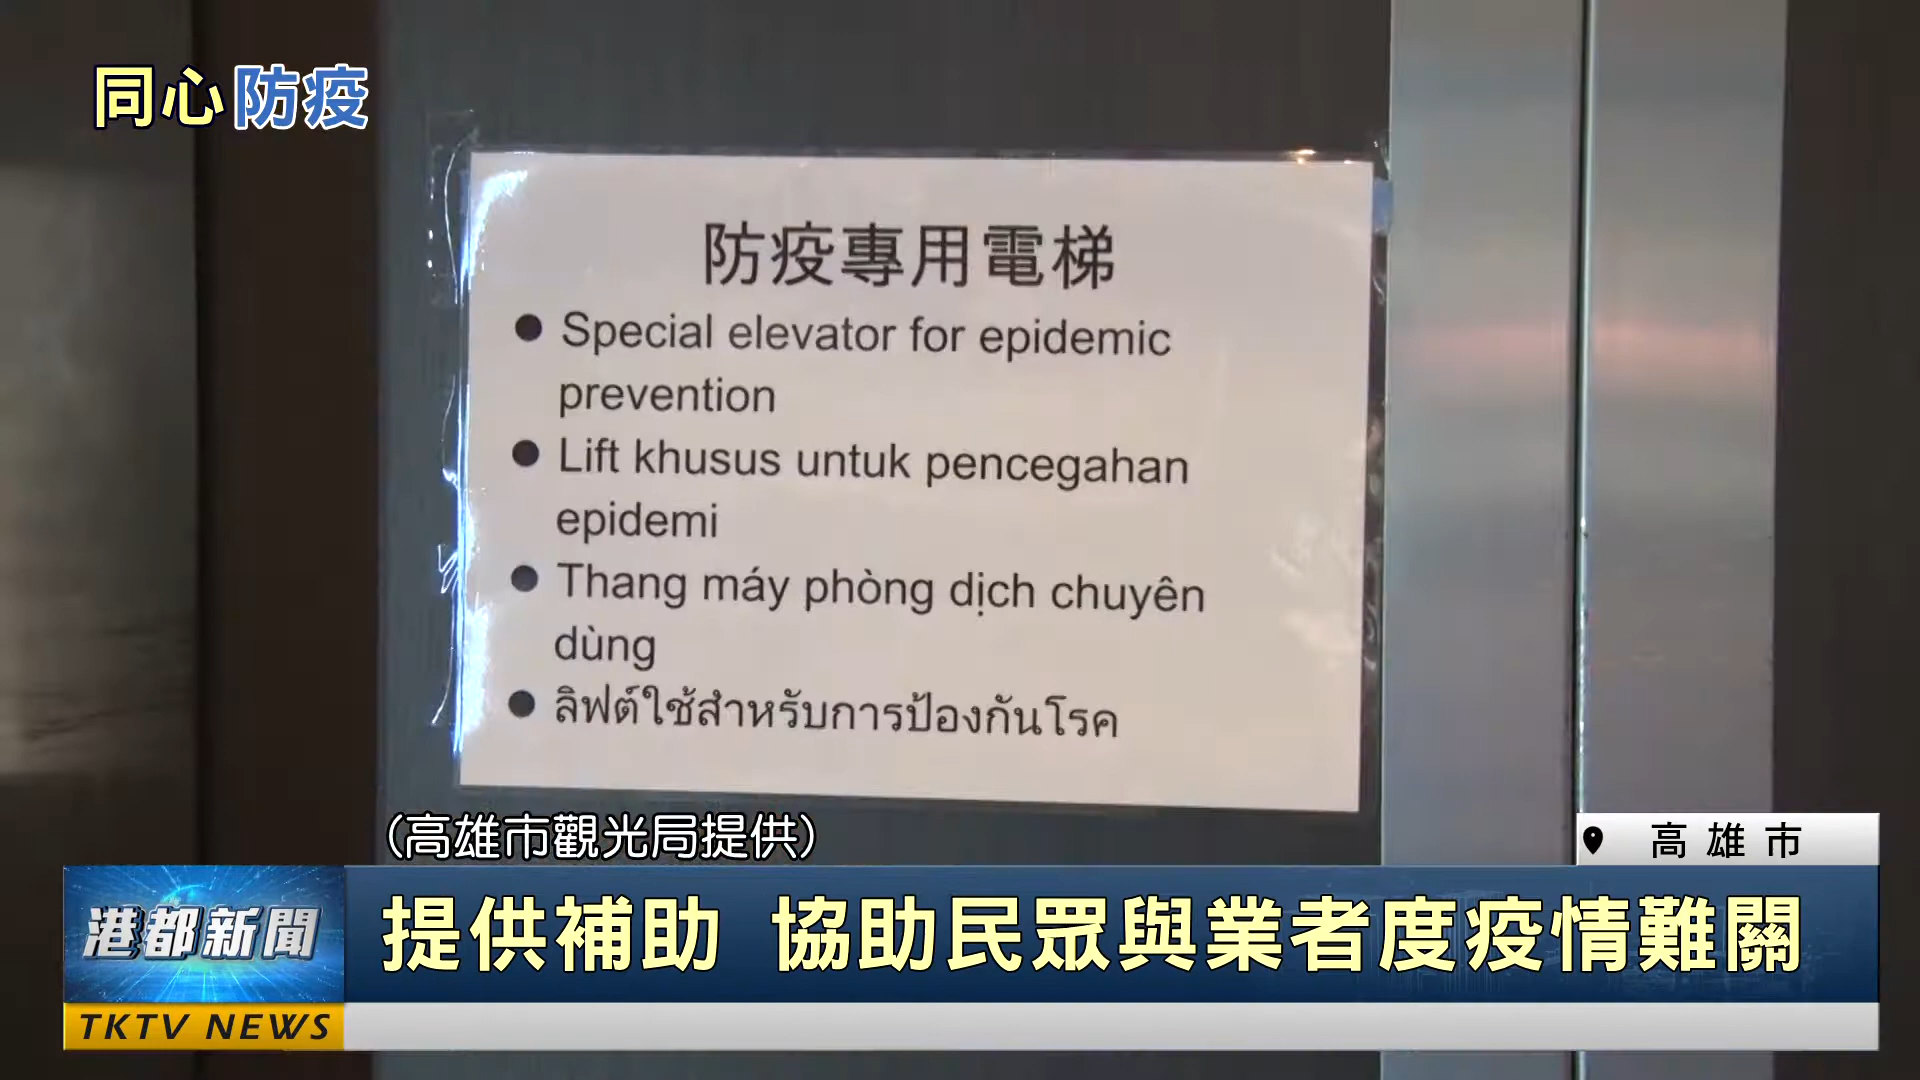 同心防疫
防疫專用電梯
● Special elevator for epidemic
prevention
● Lift khusus untuk pencegahan
epidemi
● Thang máy phòng dịch chuyên
dùng
● ลิฟต์ใช้สำหรับการป้องกันโรค
(高雄市觀光局提供)
高雄市
港都新聞
提供補助 協助民眾與業者度疫情難關
TKTV NEWS